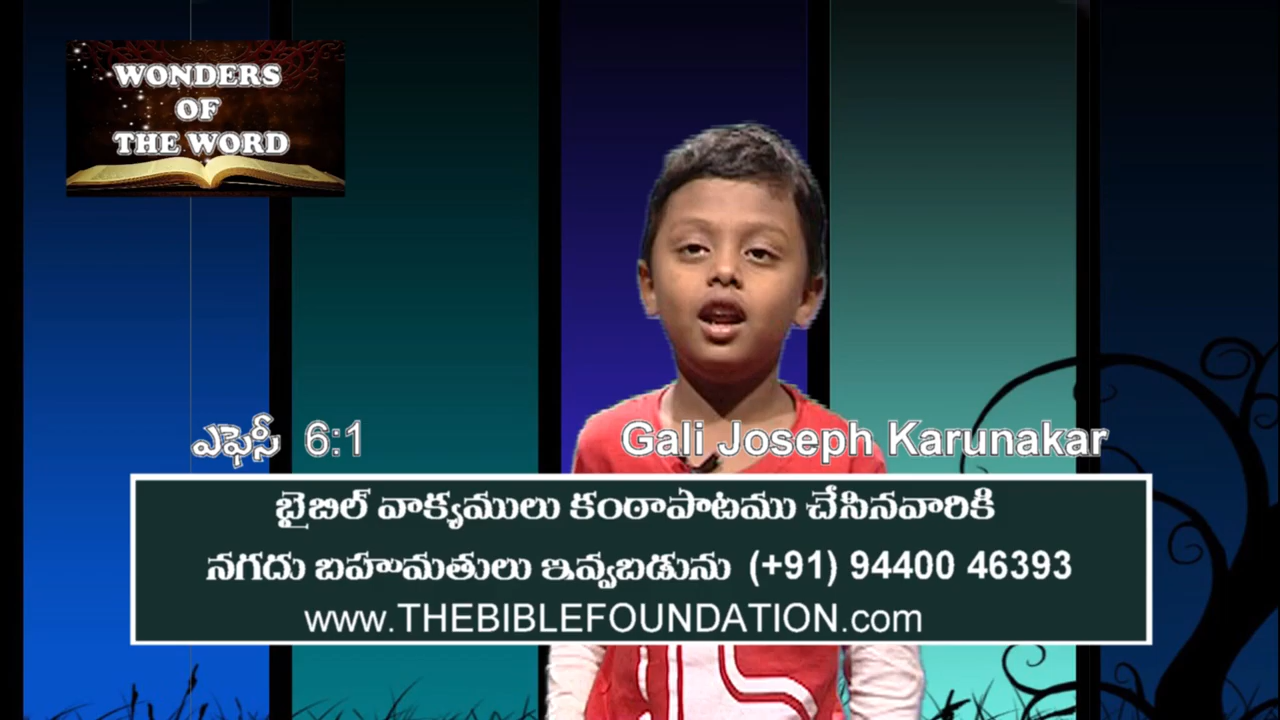 WONDERS
OF
THE WORD
ఎఫెసీ 6:1
Gali Joseph Karunakar
బైబిల్ వాక్యములు కంఠాపాటము చేసినవారికి
నగదు బహుమతులు ఇవ్వబడును (+91) 94400 46393
www.THEBIBLEFOUNDATION.com